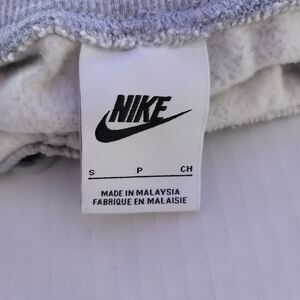 NIKE
S P CH
MADE IN MALAYSIA
FABRIQUE EN MALAISIE